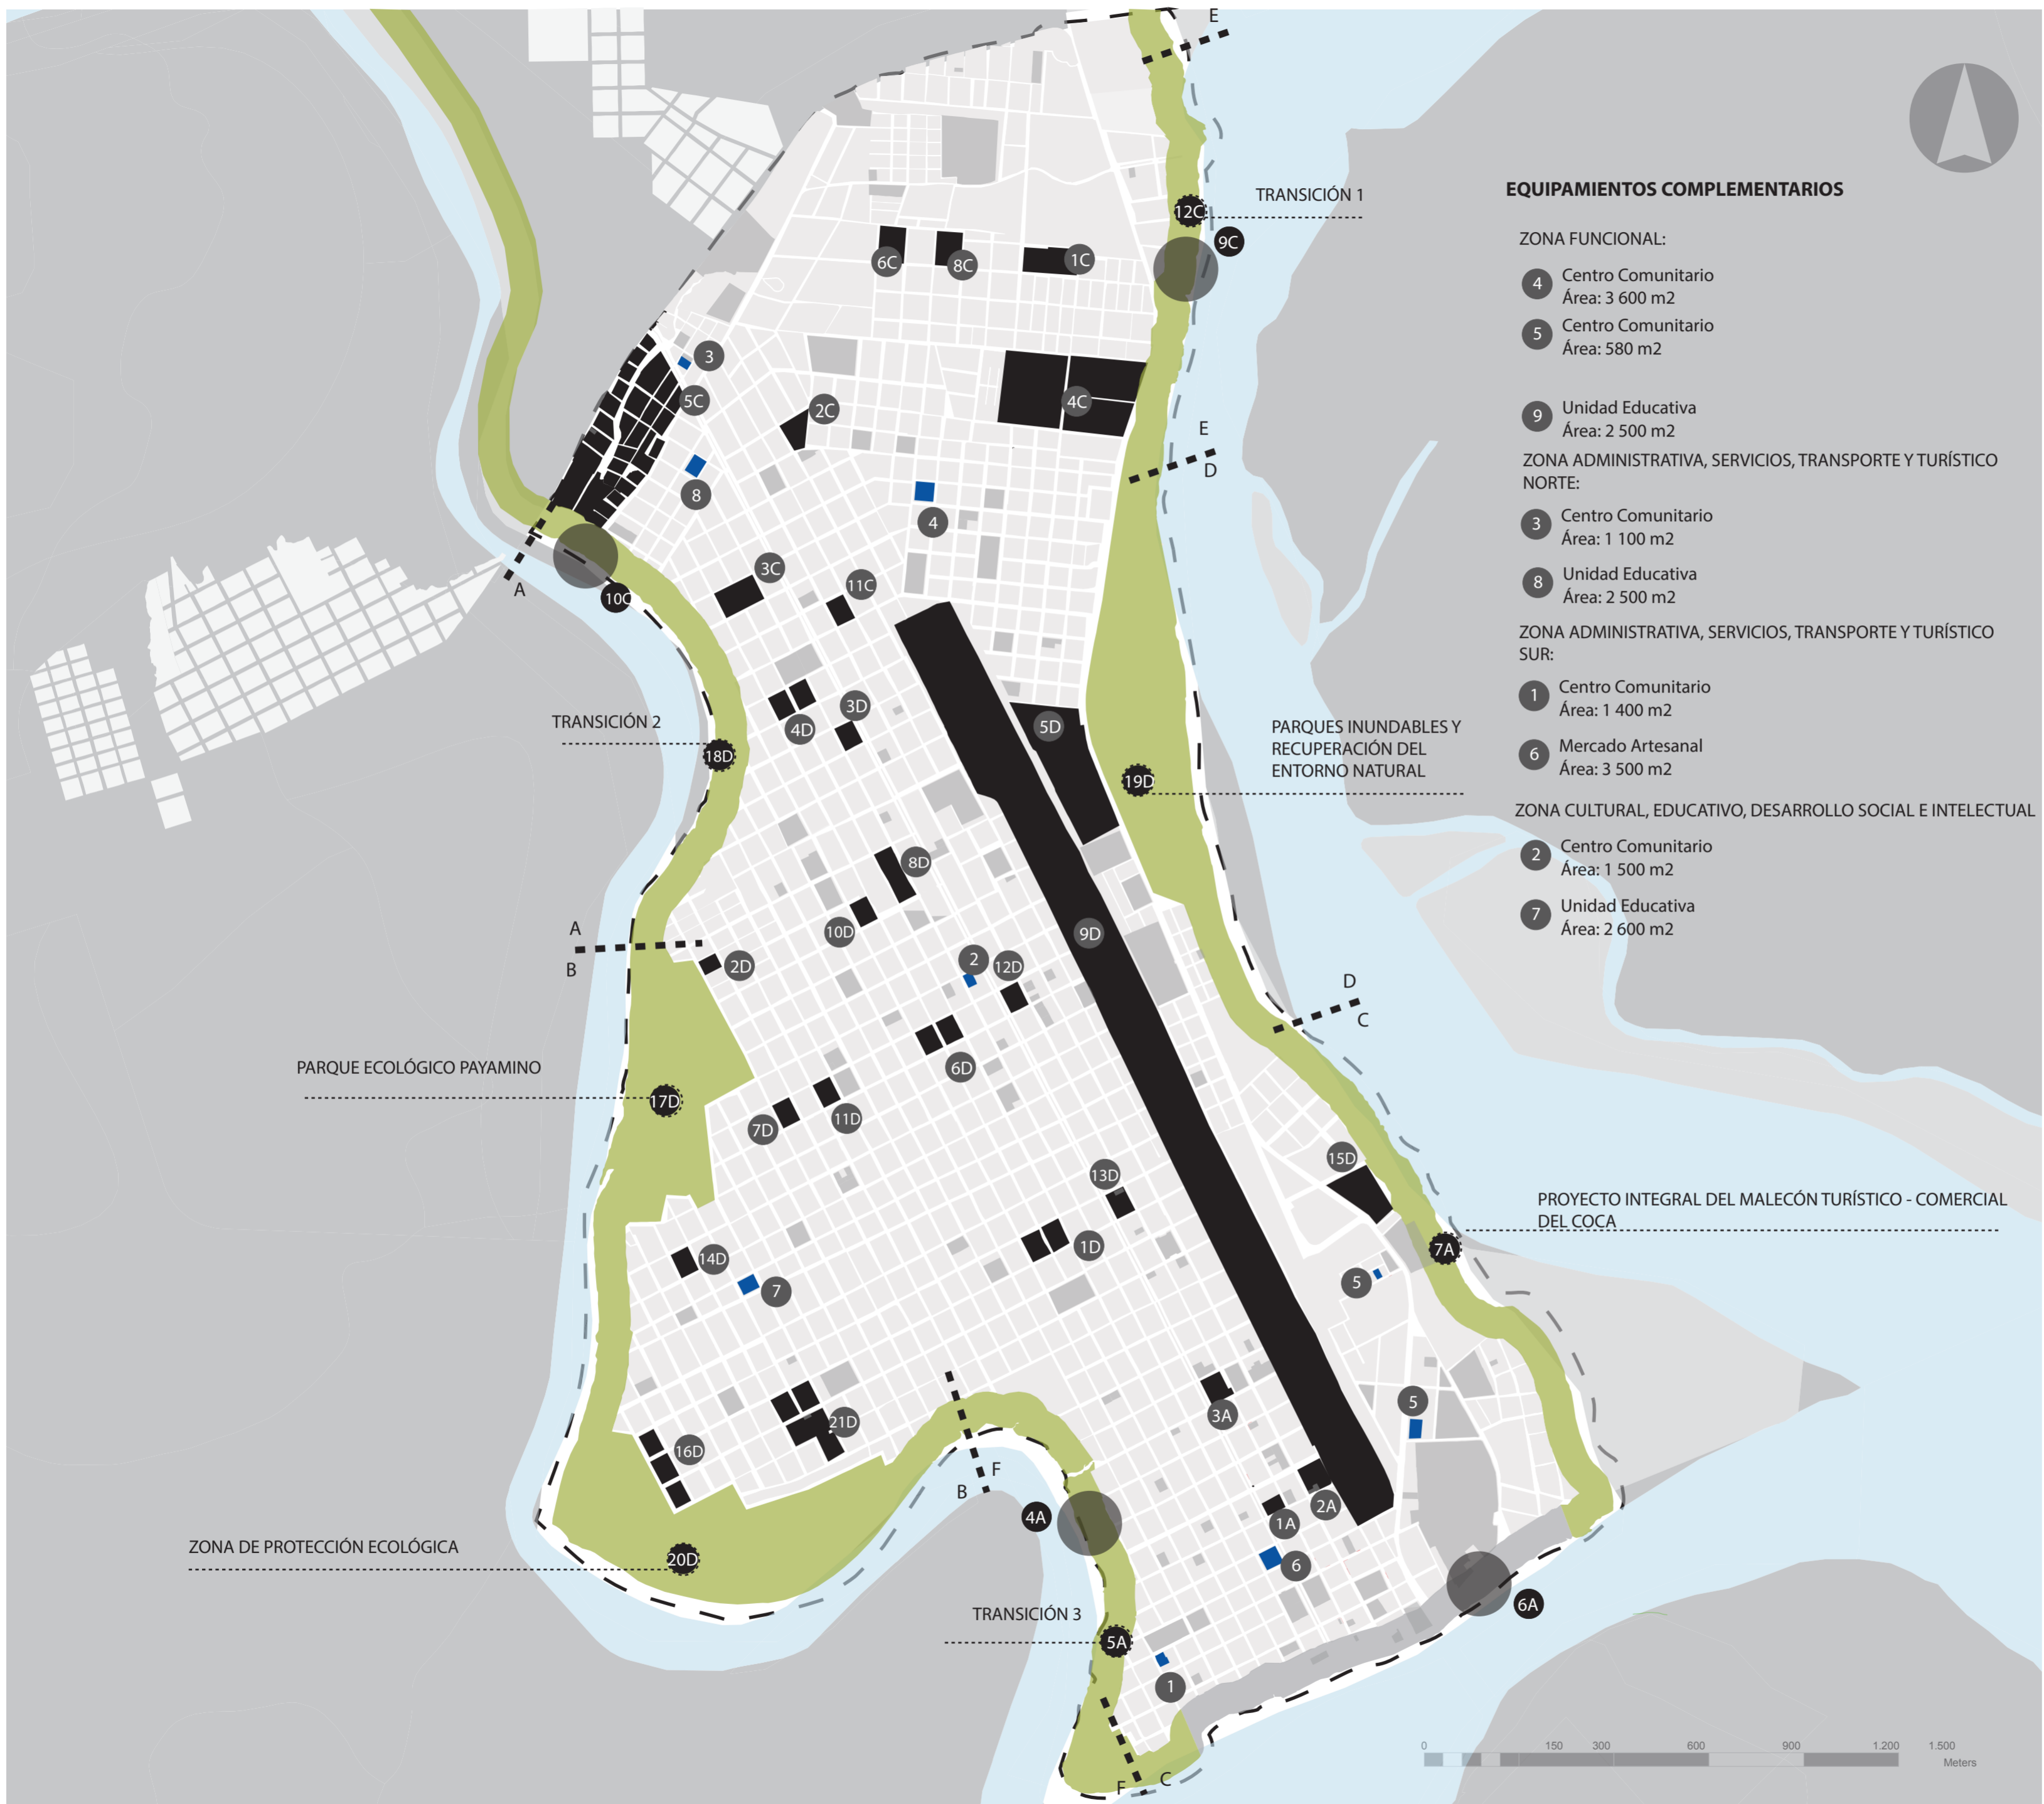 E
TRANSICIÓN 1
12C
9C
6C
8C
1C
EQUIPAMIENTOS COMPLEMENTARIOS
ZONA FUNCIONAL:
4
Centro Comunitario
Área: 3 600 m2
5
Centro Comunitario
Área: 580 m2
9
Unidad Educativa
Área: 2 500 m2
ZONA ADMINISTRATIVA, SERVICIOS, TRANSPORTE Y TURÍSTICO
NORTE:
3
Centro Comunitario
Área: 1 100 m2
8
Unidad Educativa
Área: 2 500 m2
ZONA ADMINISTRATIVA, SERVICIOS, TRANSPORTE Y TURÍSTICO
SUR:
1
Centro Comunitario
Área: 1 400 m2
6
Mercado Artesanal
Área: 3 500 m2
ZONA CULTURAL, EDUCATIVO, DESARROLLO SOCIAL E INTELECTUAL
2
Centro Comunitario
Área: 1 500 m2
7
Unidad Educativa
Área: 2 600 m2
3
5C
2C
4C
E
D
8
4
A
10C
3C
11C
TRANSICIÓN 2
18D
4D
3D
5D
19D
PARQUES INUNDABLES Y
RECUPERACIÓN DEL
ENTORNO NATURAL
8D
10D
9D
A
B
2D
2
12D
D
C
6D
PARQUE ECOLÓGICO PAYAMINO
17D
7D
11D
15D
13D
1D
PROYECTO INTEGRAL DEL MALECÓN TURÍSTICO - COMERCIAL
DEL COCA
7A
14D
7
5
3A
5
21D
16D
F
B
4A
2A
1A
6
ZONA DE PROTECCIÓN ECOLÓGICA
20D
6A
TRANSICIÓN 3
5A
1
F
C
0
150
300
600
900
1.200
1.500
Meters